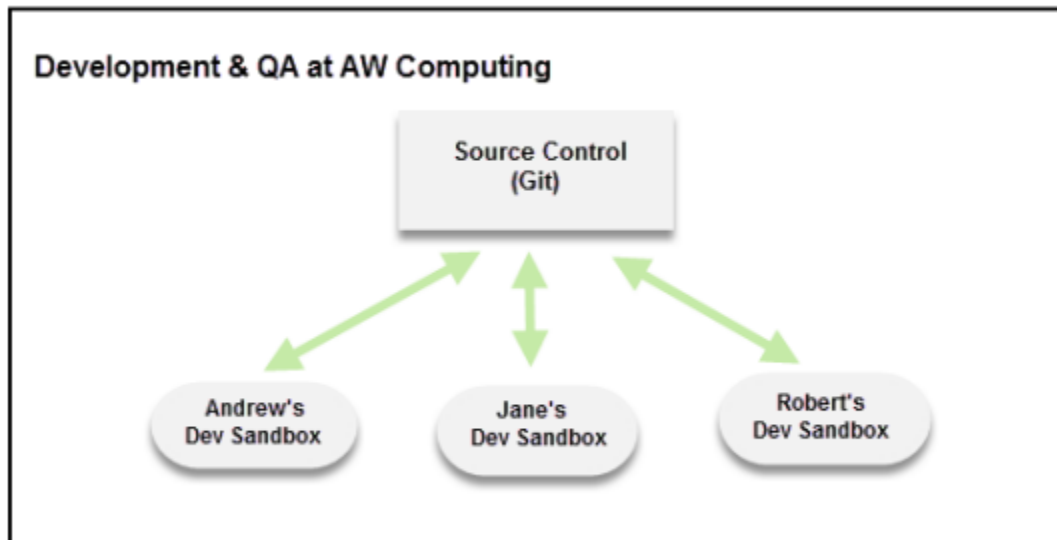 Development & QA at AW Computing
Source Control
(Git)
Andrew's
Dev Sandbox
Jane's
Dev Sandbox
Robert's
Dev Sandbox